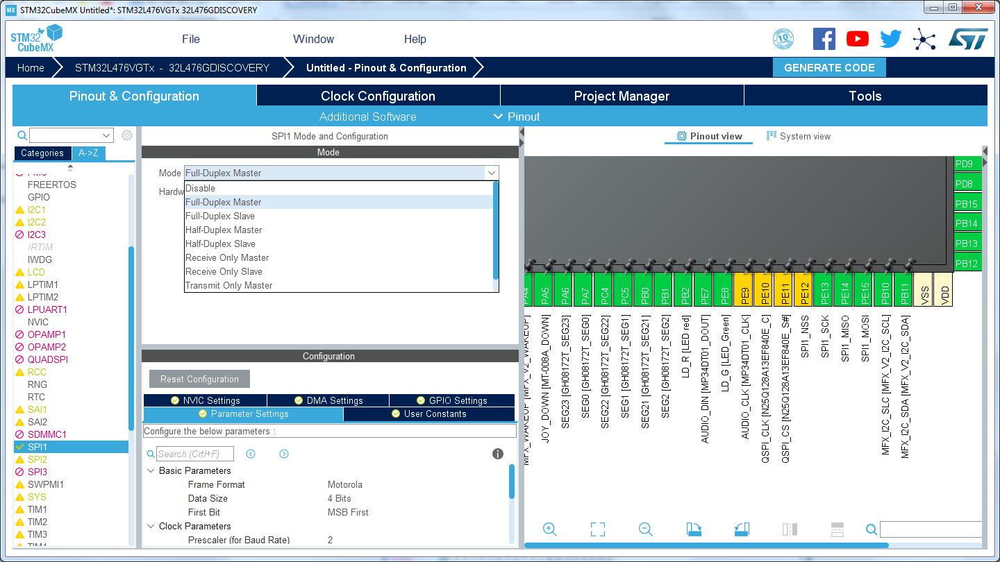 MX STM32CubeMX Untitled*: STM32L476VGTx 32L476GDISCOVERY
STM32
CubeMX
File
Window
Help
10
Home
STM32L476VGTx - 32L476GDISCOVERY
Untitled - Pinout & Configuration
GENERATE CODE
Pinout & Configuration
Clock Configuration
Project Manager
Tools
Additional Software
Pinout
Categories
A->Z
FREERTOS
GPIO
I2C1
I2C2
I2C3
IRTIM
IWDG
LCD
LPTIM1
LPTIM2
LPUART1
NVIC
OPAMP1
OPAMP2
QUADSPI
RCC
RNG
RTC
SAI1
SAI2
SDMMC1
SPI1
SPI2
SPI3
SWPMI1
SYS
TIM1
TIM2
TIM3
TIM4
SPI1 Mode and Configuration
Mode
Mode Full-Duplex Master
Hardw
Disable
Full-Duplex Master
Full-Duplex Slave
Half-Duplex Master
Half-Duplex Slave
Receive Only Master
Receive Only Slave
Transmit Only Master
Configuration
Reset Configuration
NVIC Settings
DMA Settings
GPIO Settings
Parameter Settings
User Constants
Configure the below parameters :
Search (Crtl+F)
Basic Parameters
Frame Format Motorola
Data Size 4 Bits
First Bit MSB First
Clock Parameters
Prescaler (for Baud Rate) 2
Pinout view
System view
PD9
PD8
PB15
PB14
PB13
PB12
PA4
PA5
PA6
PA7
PC4
PC5
PB0
PB1
PB2
PE7
PE8
PE9
PE10
PE11
PE12
PE13
PE14
PE15
PB10
PB11
VSS
VDD
MFX_WAKEUP [MFX_V2_WAKEUP]
JOY_DOWN [MT-008A_DOWN]
SEG23 [GH08172T_SEG23]
SEG0 [GH08172T_SEG0]
SEG22 [GH08172T_SEG22]
SEG1 [GH08172T_SEG1]
SEG21 [GH08172T_SEG21]
SEG2 [GH08172T_SEG2]
LD_R [LED red]
AUDIO_DIN [MP34DT01_DOUT]
LD_G [LED_Green]
AUDIO_CLK [MP34DT01_CLK]
QSPI_CLK [N25Q128A13EF840E_C]
QSPI_CS [N25Q128A13EF840E_S#]
SPI1_NSS
SPI1_SCK
SPI1_MISO
SPI1_MOSI
MFX_I2C_SLC [MFX_V2_I2C_SCL]
MFX_I2C_SDA [MFX_V2_I2C_SDA]